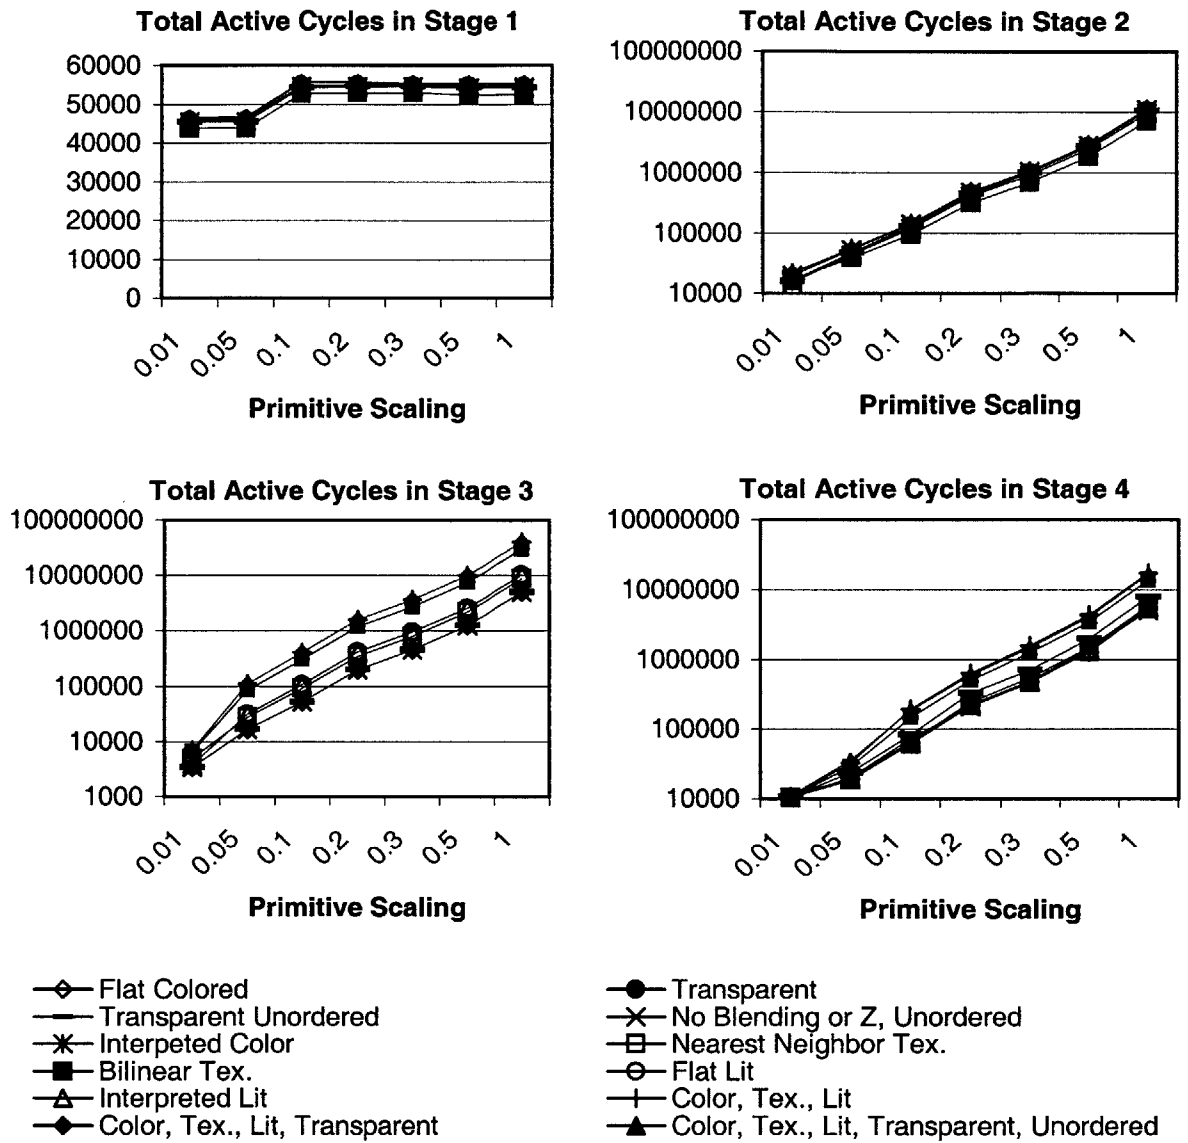 Total Active Cycles in Stage 1
60000
50000
40000
30000
20000
10000
0
0.01 0.05 0.1 0.2 0.3 0.5 1
Primitive Scaling
Total Active Cycles in Stage 2
100000000
10000000
1000000
100000
10000
0.01 0.05 0.1 0.2 0.3 0.5 1
Primitive Scaling
Total Active Cycles in Stage 3
100000000
10000000
1000000
100000
10000
1000
0.01 0.05 0.1 0.2 0.3 0.5 1
Primitive Scaling
Total Active Cycles in Stage 4
100000000
10000000
1000000
100000
10000
0.01 0.05 0.1 0.2 0.3 0.5 1
Primitive Scaling
Flat Colored
Transparent Unordered
Interpeted Color
Bilinear Tex.
Interpreted Lit
Color, Tex., Lit, Transparent
Transparent
No Blending or Z, Unordered
Nearest Neighbor Tex.
Flat Lit
Color, Tex., Lit
Color, Tex., Lit, Transparent, Unordered